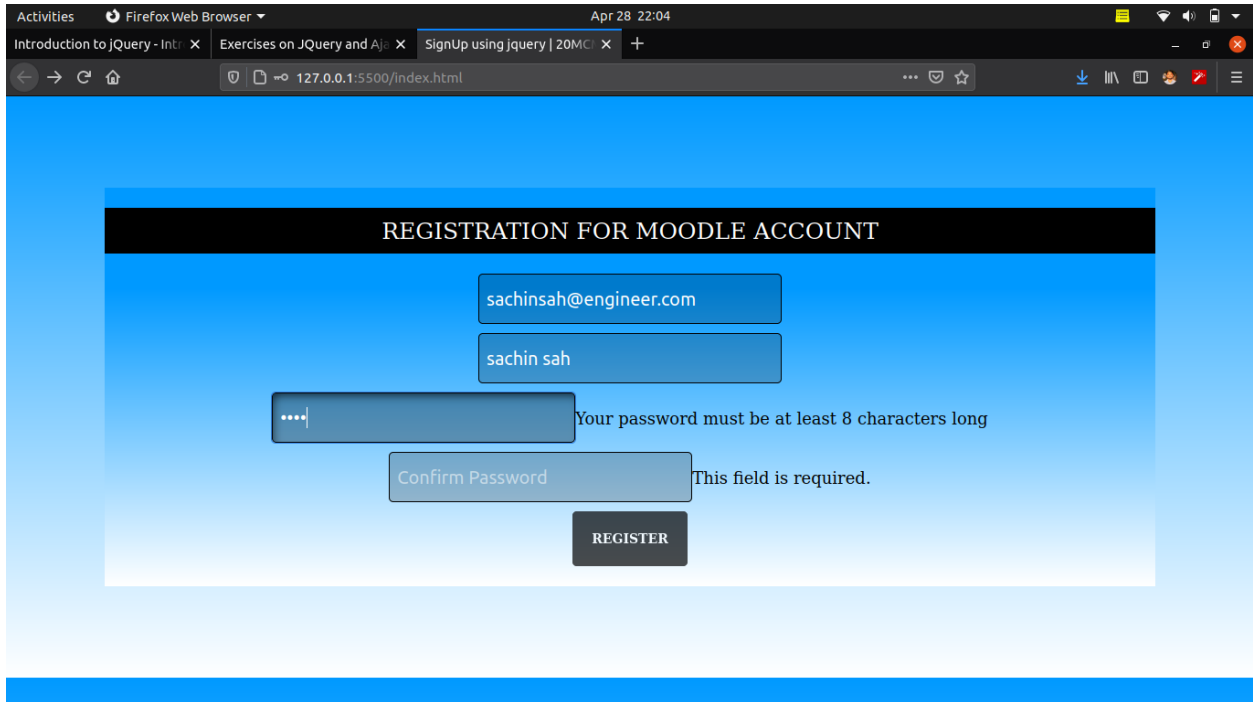 Activities Firefox Web Browser Apr 28 22:04
Introduction to jQuery - Intr Exercises on JQuery and Aja SignUp using jquery | 20MC
127.0.0.1:5500/index.html
REGISTRATION FOR MOODLE ACCOUNT
sachinsah@engineer.com
sachin sah
•••• Your password must be at least 8 characters long
Confirm Password This field is required.
REGISTER